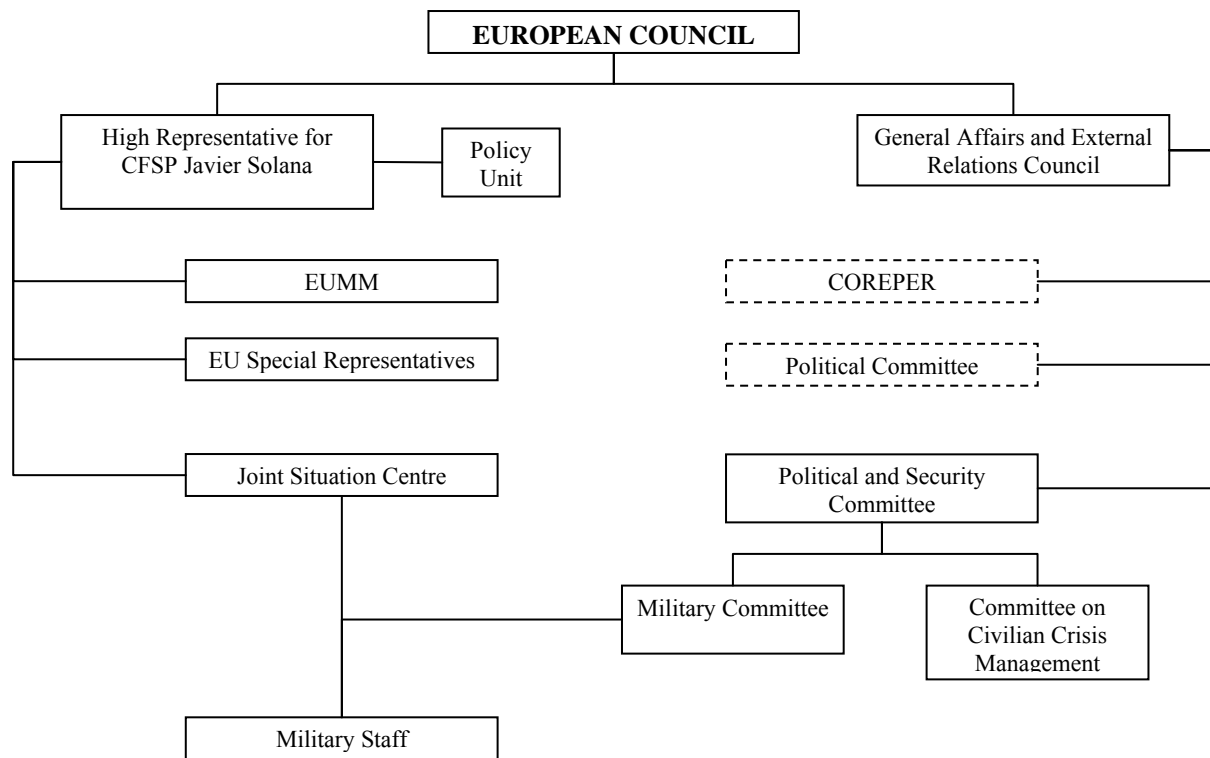 EUROPEAN COUNCIL
High Representative for
CFSP Javier Solana
Policy
Unit
General Affairs and External
Relations Council
EUMM
COREPER
EU Special Representatives
Political Committee
Joint Situation Centre
Political and Security
Committee
Military Committee
Committee on
Civilian Crisis
Management
Military Staff